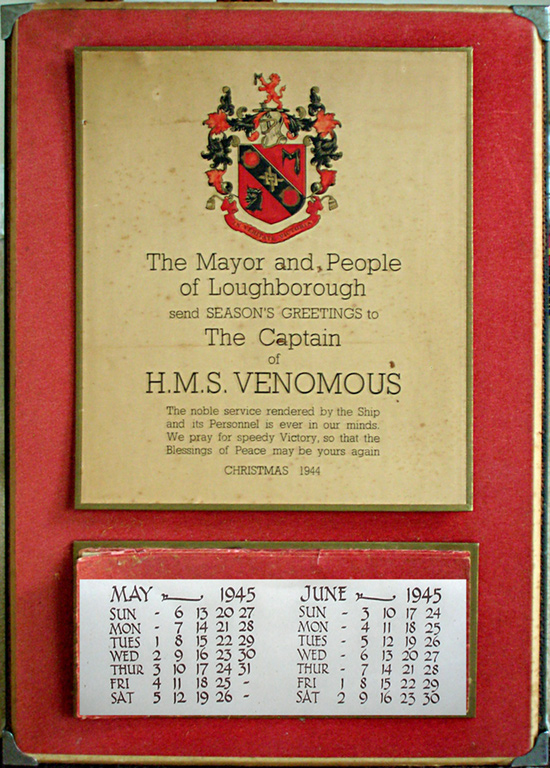 The Mayor and People
of Loughborough
send SEASON'S GREETINGS to
The Captain
of
H.M.S. VENOMOUS
The noble service rendered by the Ship
and its Personnel is ever in our minds.
We pray for speedy Victory, so that the
Blessings of Peace may be yours again
CHRISTMAS 1944
MAY 1945
SUN - 6 13 20 27
MON - 7 14 21 28
TUES 1 8 15 22 29
WED 2 9 16 23 30
THUR 3 10 17 24 31
FRI 4 11 18 25 -
SAT 5 12 19 26 -
JUNE 1945
SUN - 3 10 17 24
MON - 4 11 18 25
TUES - 5 12 19 26
WED - 6 13 20 27
THUR - 7 14 21 28
FRI 1 8 15 22 29
SAT 2 9 16 23 30